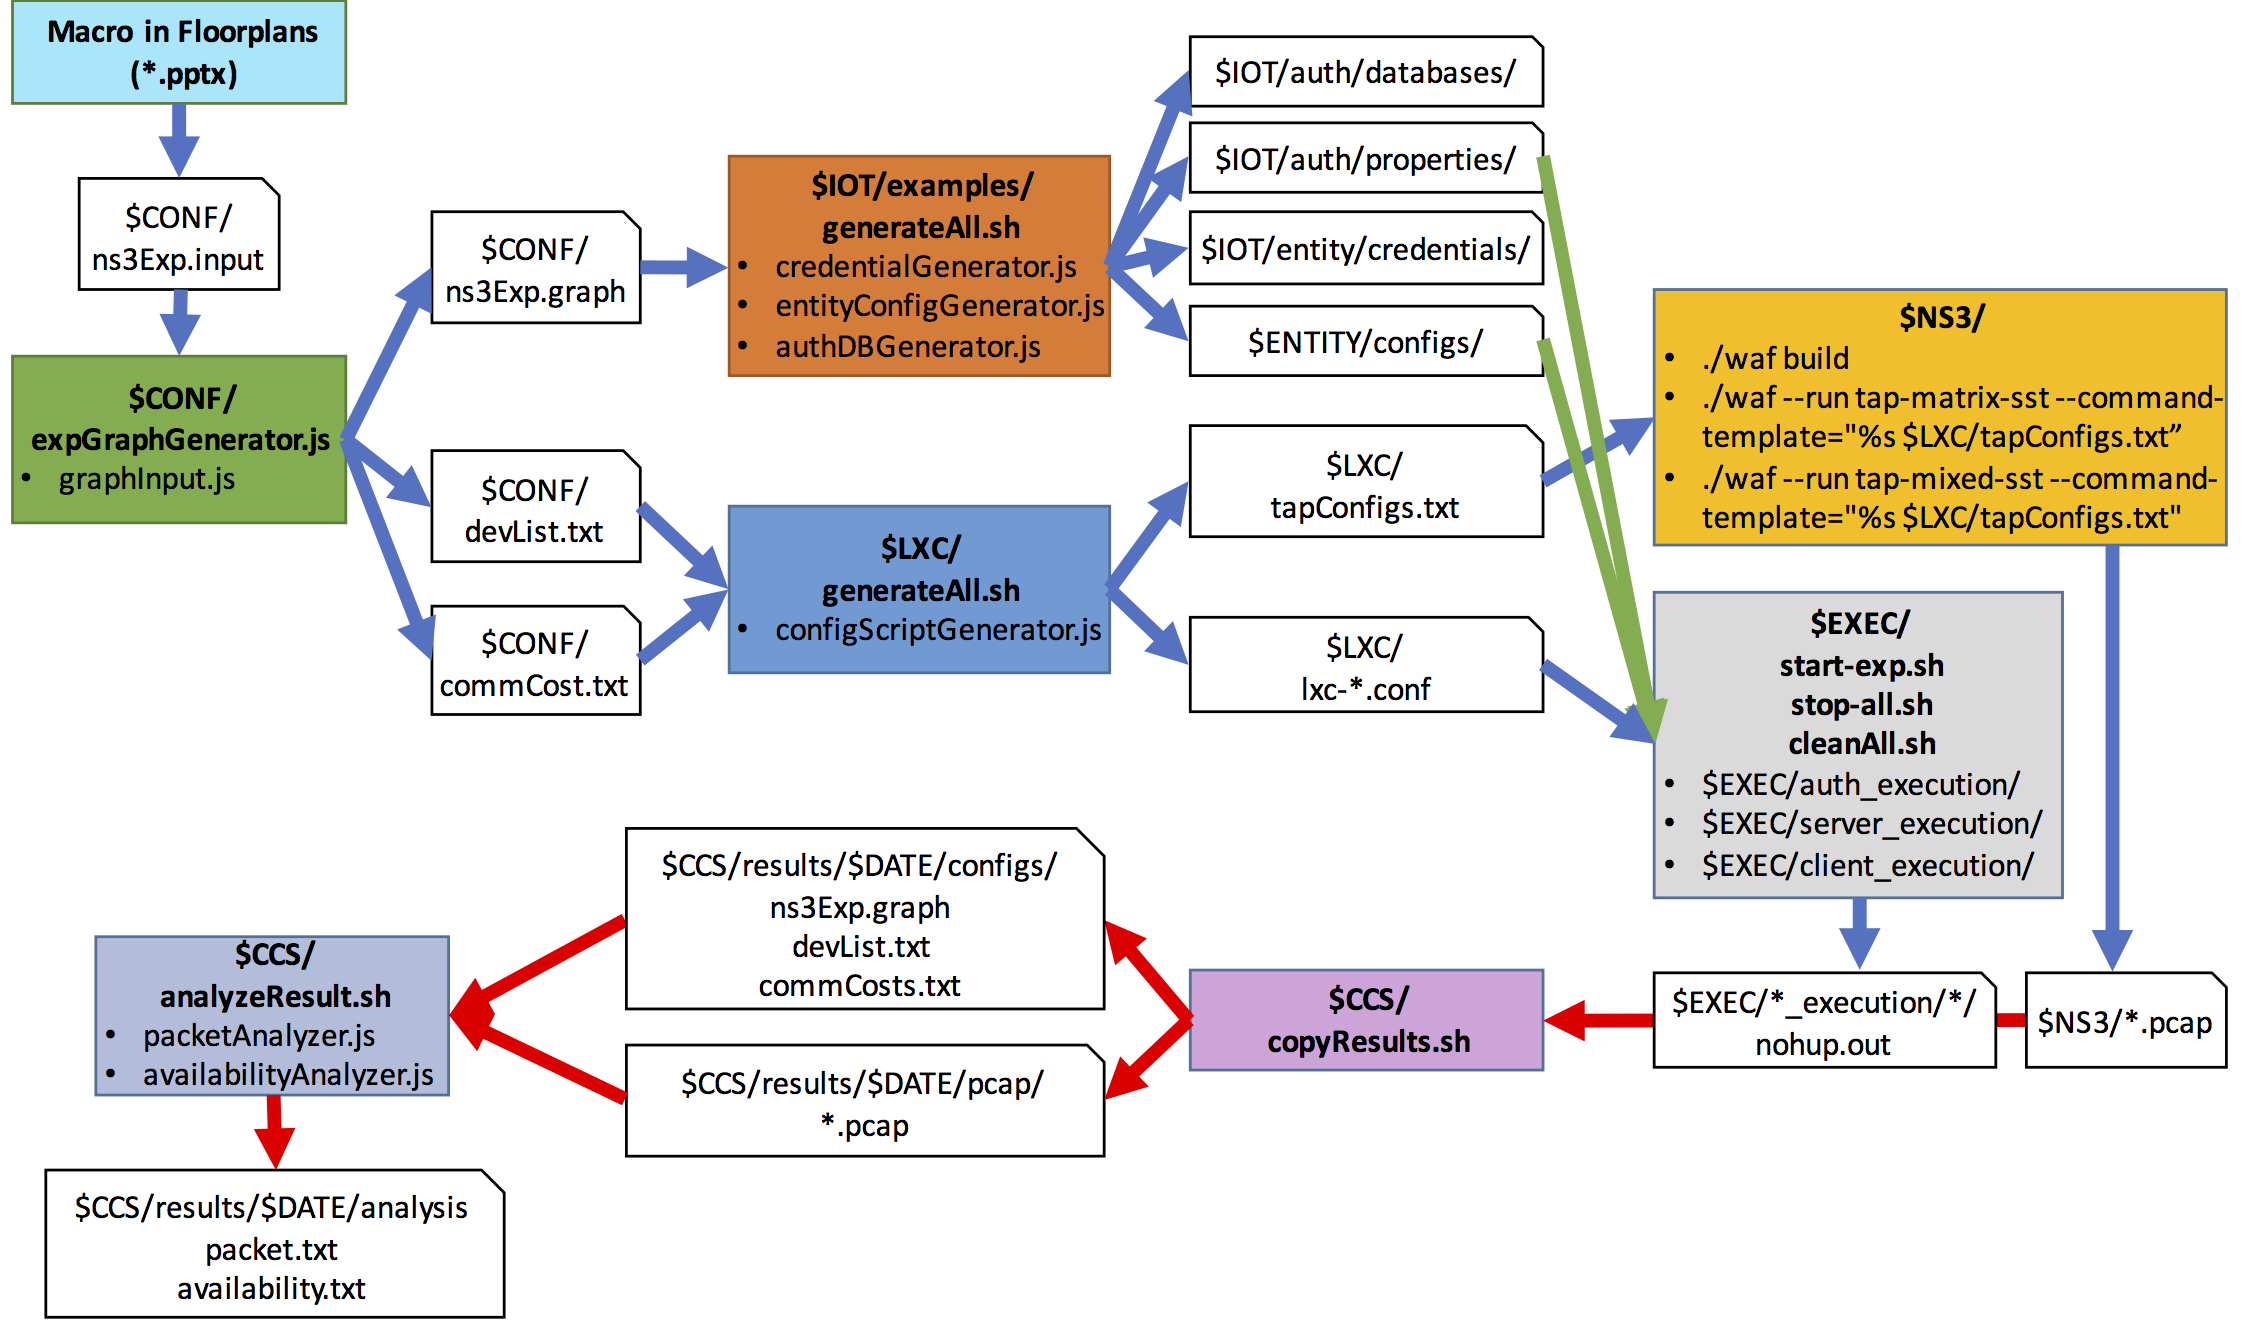 Macro in Floorplans
(*.pptx)
$CONF/
ns3Exp.input
$CONF/
expGraphGenerator.js
• graphInput.js
$CONF/
ns3Exp.graph
$CONF/
devList.txt
$CONF/
commCost.txt
$IOT/examples/
generateAll.sh
• credentialGenerator.js
• entityConfigGenerator.js
• authDBGenerator.js
$LXC/
generateAll.sh
• configScriptGenerator.js
$IOT/auth/databases/
$IOT/auth/properties/
$IOT/entity/credentials/
$ENTITY/configs/
$LXC/
tapConfigs.txt
$LXC/
lxc-*.conf
$NS3/
• ./waf build
• ./waf --run tap-matrix-sst --command-
template="%s $LXC/tapConfigs.txt”
• ./waf --run tap-mixed-sst --command-
template="%s $LXC/tapConfigs.txt"
$EXEC/
start-exp.sh
stop-all.sh
cleanAll.sh
• $EXEC/auth_execution/
• $EXEC/server_execution/
• $EXEC/client_execution/
$EXEC/*_execution/*/
nohup.out
$NS3/*.pcap
$CCS/
copyResults.sh
$CCS/results/$DATE/configs/
ns3Exp.graph
devList.txt
commCosts.txt
$CCS/results/$DATE/pcap/
*.pcap
$CCS/
analyzeResult.sh
• packetAnalyzer.js
• availabilityAnalyzer.js
$CCS/results/$DATE/analysis
packet.txt
availability.txt